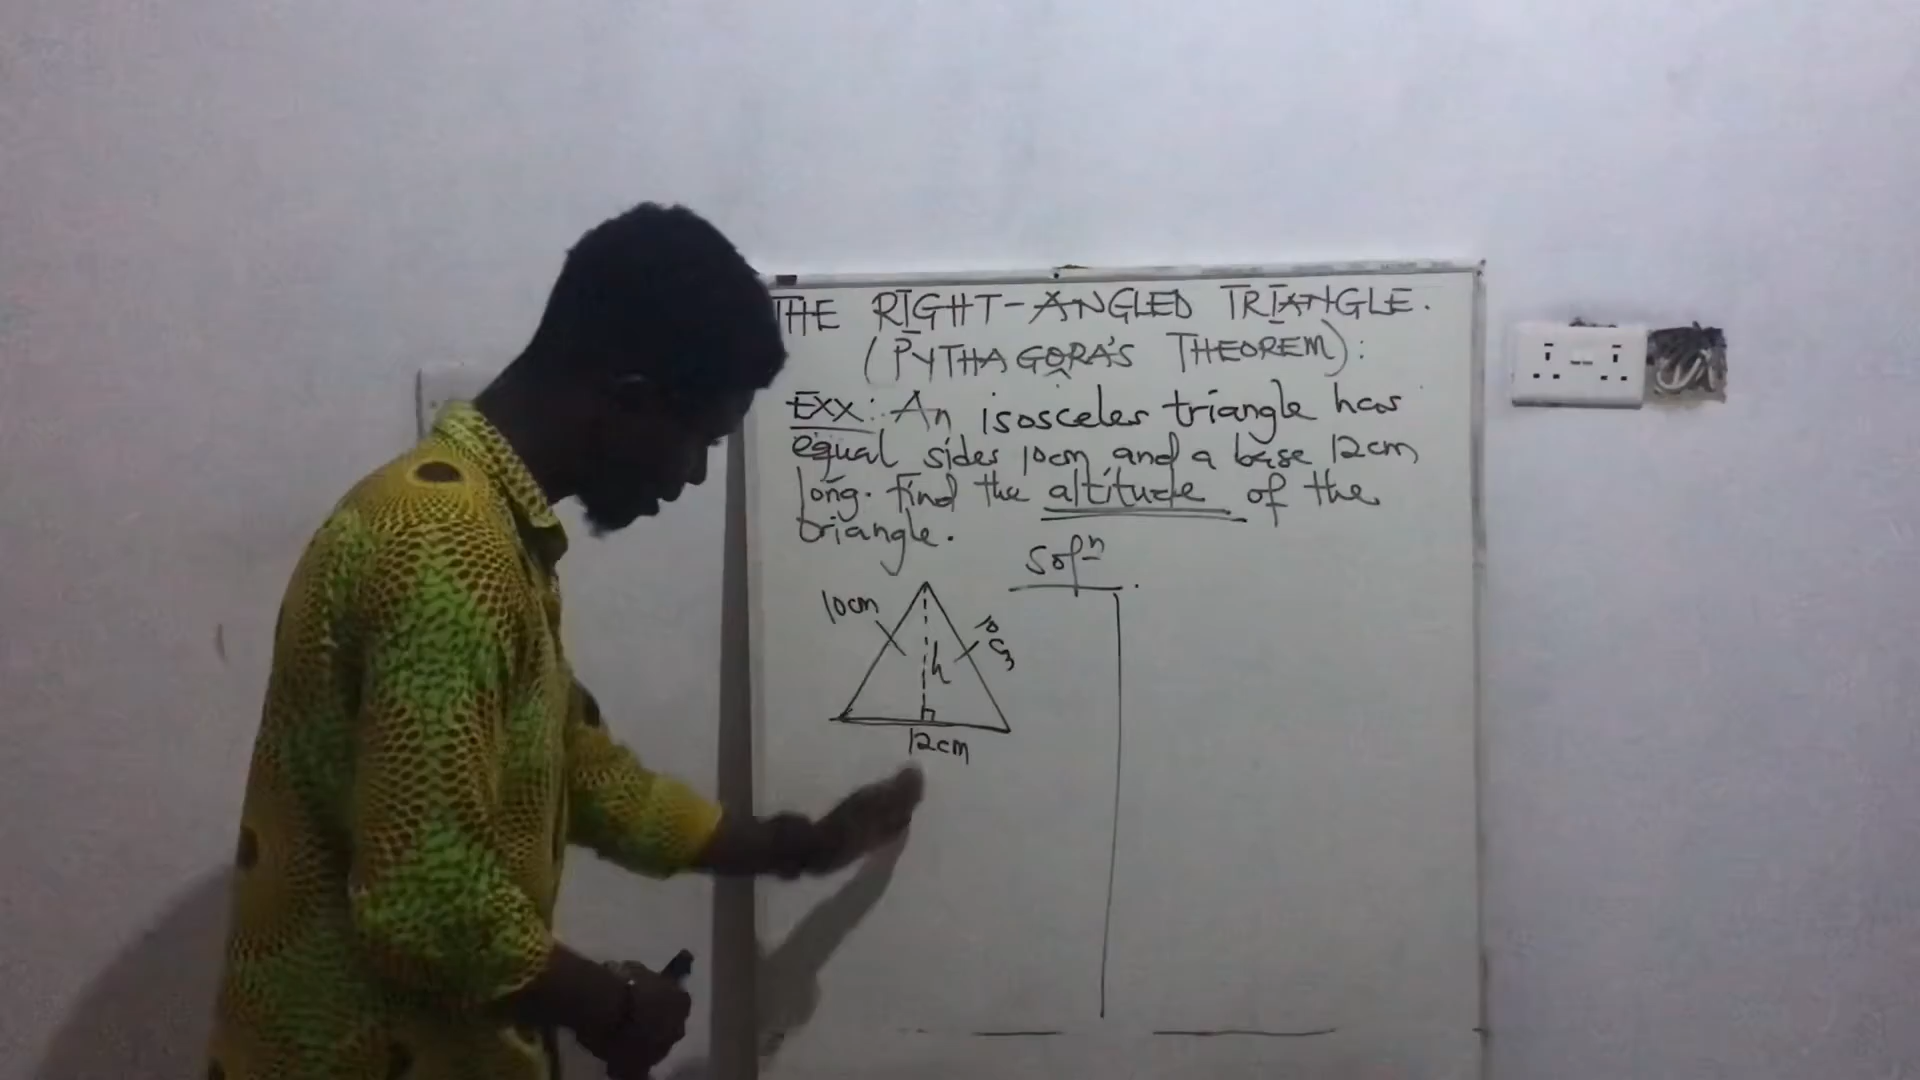 THE RIGHT-ANGLED TRIANGLE.
(PYTHAGORA'S THEOREM):
Exx: An isosceles triangle has
equal sides 10cm and a base 12cm
long. Find the altitude of the
triangle.
Solⁿ
10cm
10cm
h
12cm